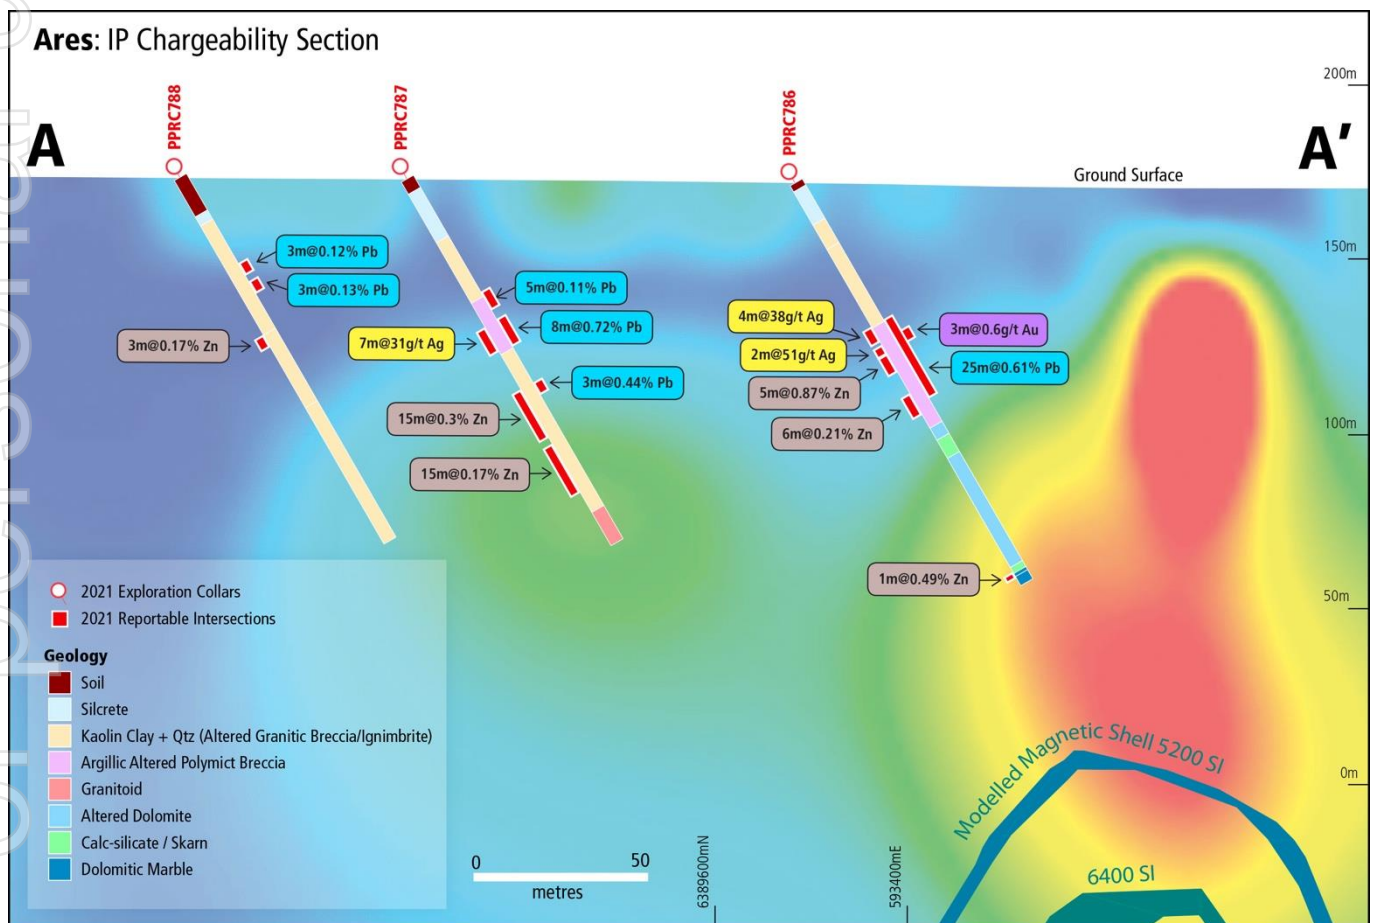 Ares: IP Chargeability Section
PPRC788
PPRC787
PPRC786
200m
A
A'
Ground Surface
3m@0.12% Pb
3m@0.13% Pb
3m@0.17% Zn
5m@0.11% Pb
8m@0.72% Pb
7m@31g/t Ag
3m@0.44% Pb
15m@0.3% Zn
15m@0.17% Zn
4m@38g/t Ag
2m@51g/t Ag
5m@0.87% Zn
6m@0.21% Zn
3m@0.6g/t Au
25m@0.61% Pb
1m@0.49% Zn
150m
100m
50m
0m
2021 Exploration Collars
2021 Reportable Intersections
Geology
Soil
Silcrete
Kaolin Clay + Qtz (Altered Granitic Breccia/Ignimbrite)
Argillic Altered Polymict Breccia
Granitoid
Altered Dolomite
Calc-silicate / Skarn
Dolomitic Marble
0 50
metres
6389600mN
593400mE
Modelled Magnetic Shell 5200 SI
6400 SI